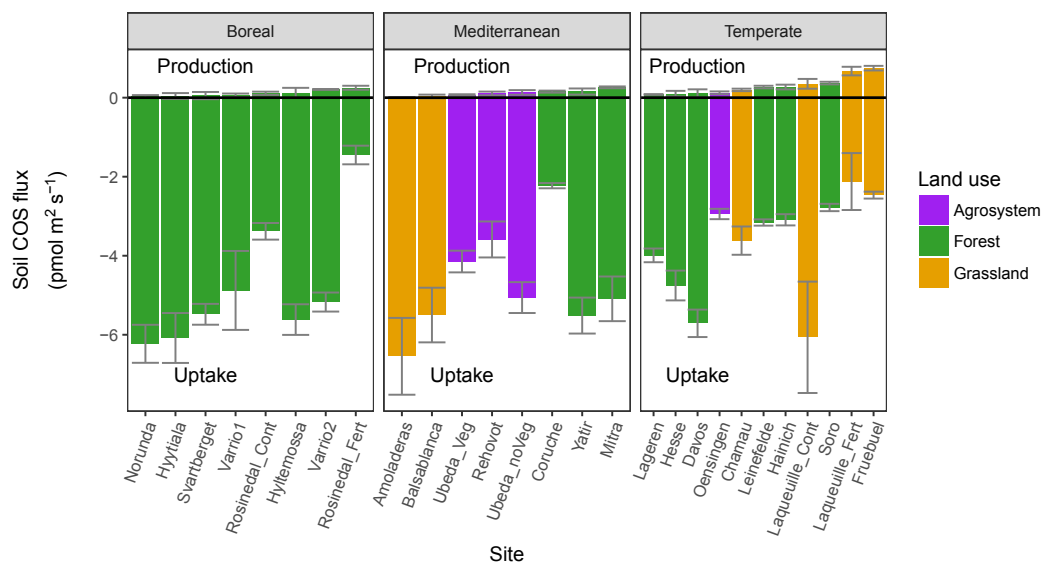 Boreal
Mediterranean
Temperate
Production
Production
Production
0
−2
−4
−6
Soil COS flux
(pmol m² s⁻¹)
Uptake
Uptake
Uptake
Norunda
Hyytiala
Svartberget
Varrio1
Rosinedal_Cont
Hyltemossa
Varrio2
Rosinedal_Fert
Amoladeras
Balsablanca
Ubeda_Veg
Rehovot
Ubeda_noVeg
Coruche
Yatir
Mitra
Lageren
Hesse
Davos
Oensingen
Chamau
Leinefelde
Hainich
Laqueuille_Cont
Soro
Laqueuille_Fert
Fruebuel
Site
Land use
Agrosystem
Forest
Grassland